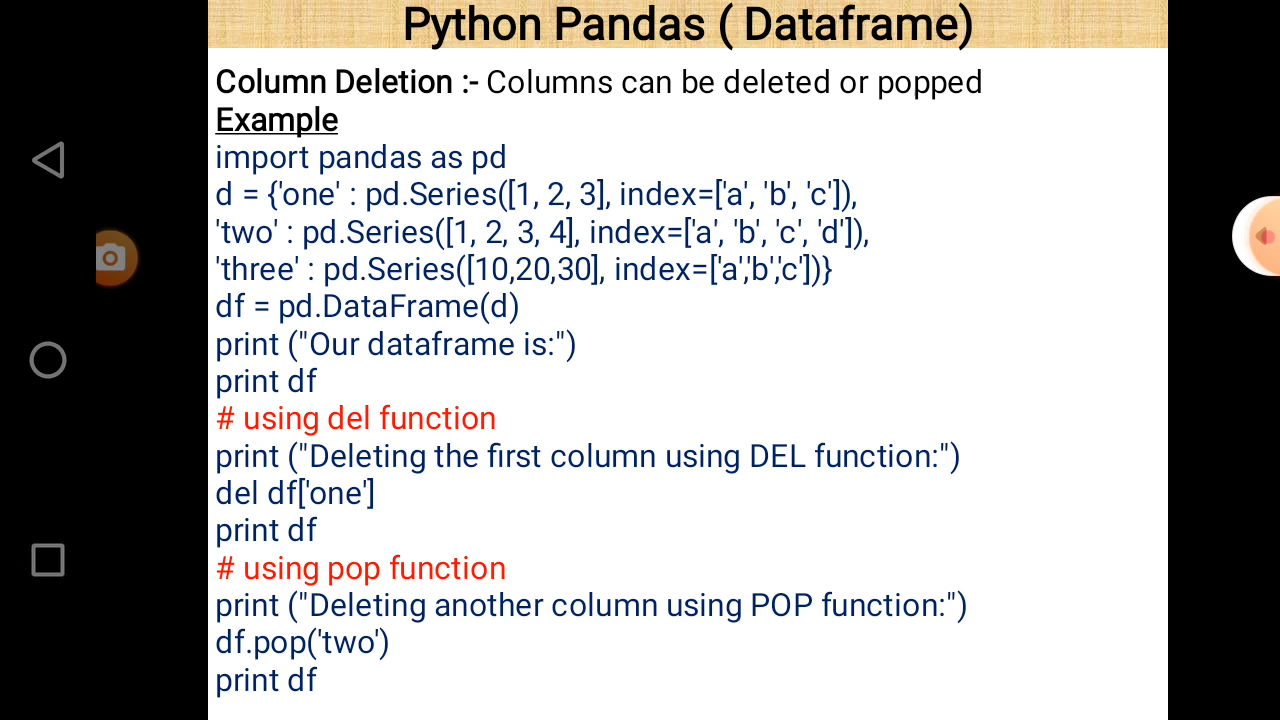 Python Pandas ( Dataframe)
Column Deletion :- Columns can be deleted or popped
Example
import pandas as pd
d = {'one' : pd.Series([1, 2, 3], index=['a', 'b', 'c']),
'two' : pd.Series([1, 2, 3, 4], index=['a', 'b', 'c', 'd']),
'three' : pd.Series([10,20,30], index=['a','b','c'])}
df = pd.DataFrame(d)
print ("Our dataframe is:")
print df
# using del function
print ("Deleting the first column using DEL function:")
del df['one']
print df
# using pop function
print ("Deleting another column using POP function:")
df.pop('two')
print df